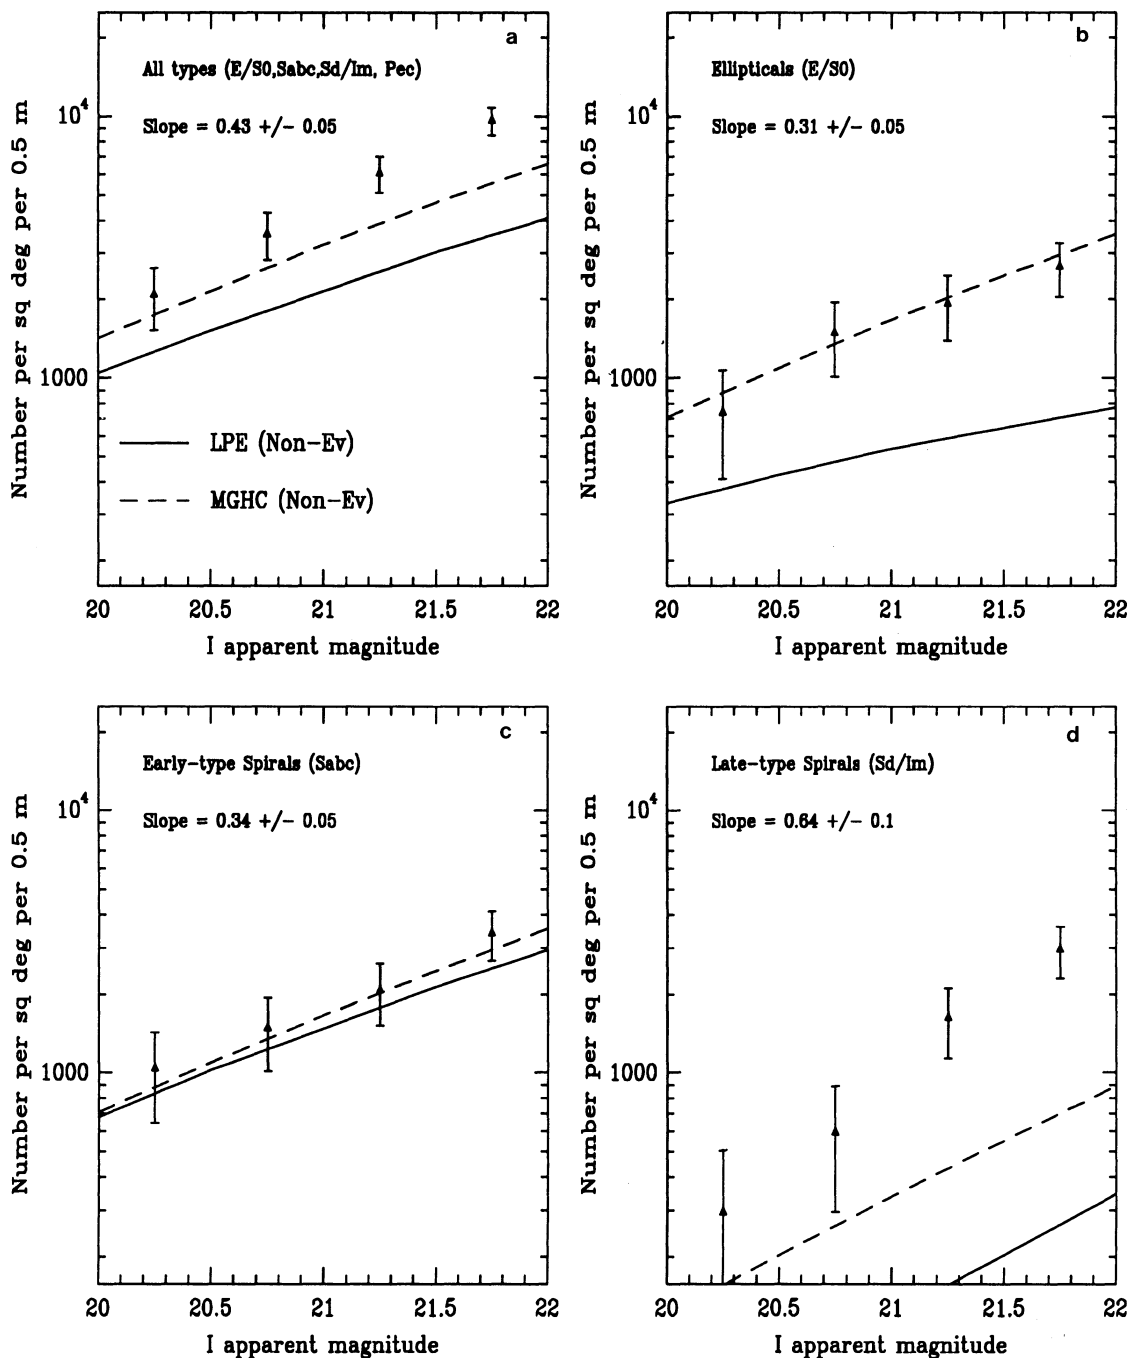 a
All types (E/S0,Sabc,Sd/Im, Pec)
Slope = 0.43 +/- 0.05
Number per sq deg per 0.5 m
10^4
1000
LPE (Non-Ev)
MGHC (Non-Ev)
20 20.5 21 21.5 22
I apparent magnitude
b
Ellipticals (E/S0)
Slope = 0.31 +/- 0.05
Number per sq deg per 0.5 m
10^4
1000
20 20.5 21 21.5 22
I apparent magnitude
c
Early-type Spirals (Sabc)
Slope = 0.34 +/- 0.05
Number per sq deg per 0.5 m
10^4
1000
20 20.5 21 21.5 22
I apparent magnitude
d
Late-type Spirals (Sd/Im)
Slope = 0.64 +/- 0.1
Number per sq deg per 0.5 m
10^4
1000
20 20.5 21 21.5 22
I apparent magnitude